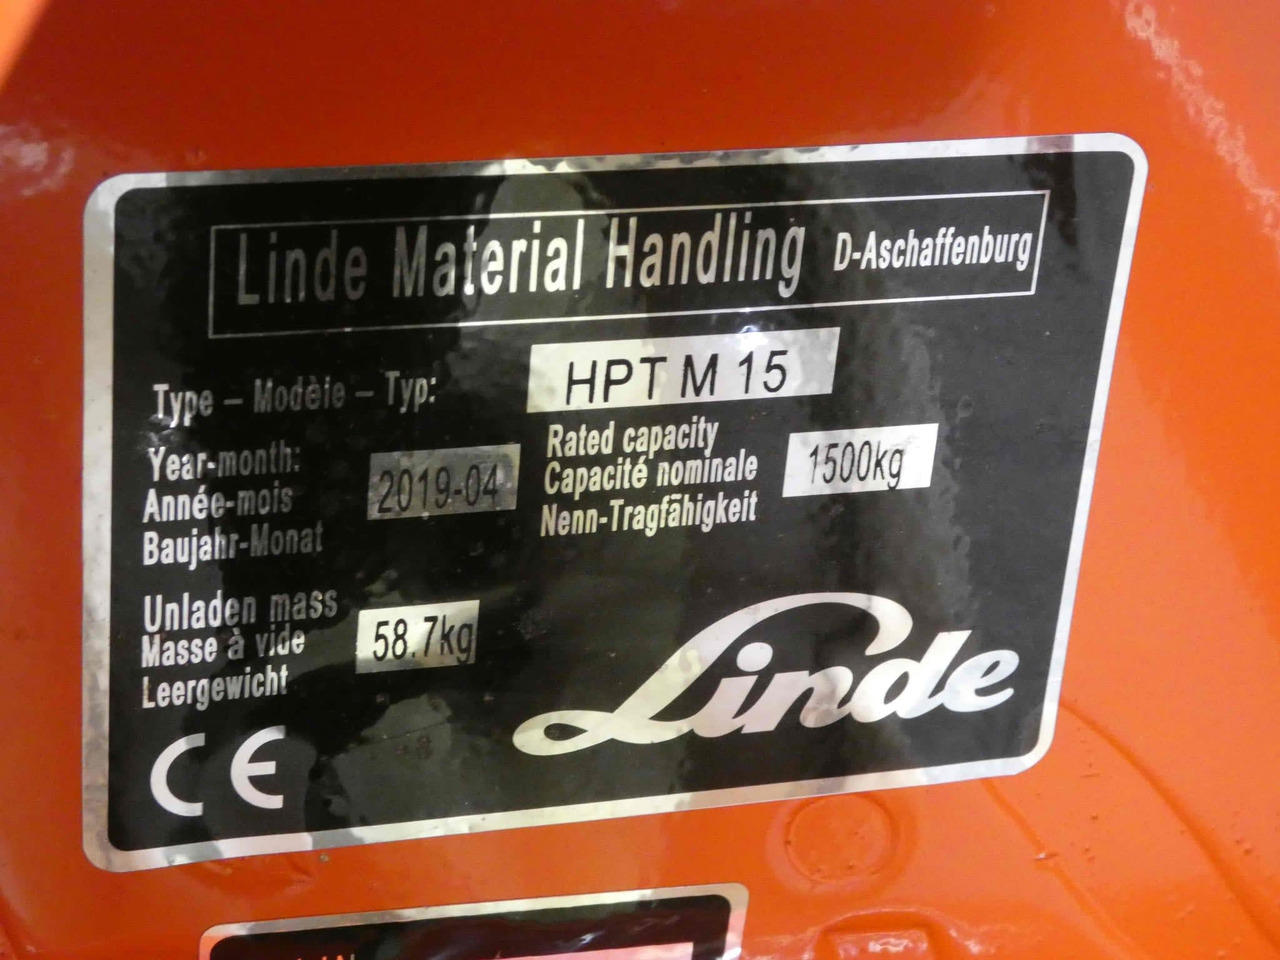 Linde Material Handling D-Aschaffenburg
Type – Modèle – Typ: HPT M 15
Year-month:
Année-mois
Baujahr-Monat
2019-04
Rated capacity
Capacité nominale
Nenn-Tragfähigkeit
1500kg
Unladen mass
Masse à vide
Leergewicht
58.7kg
CE
Linde